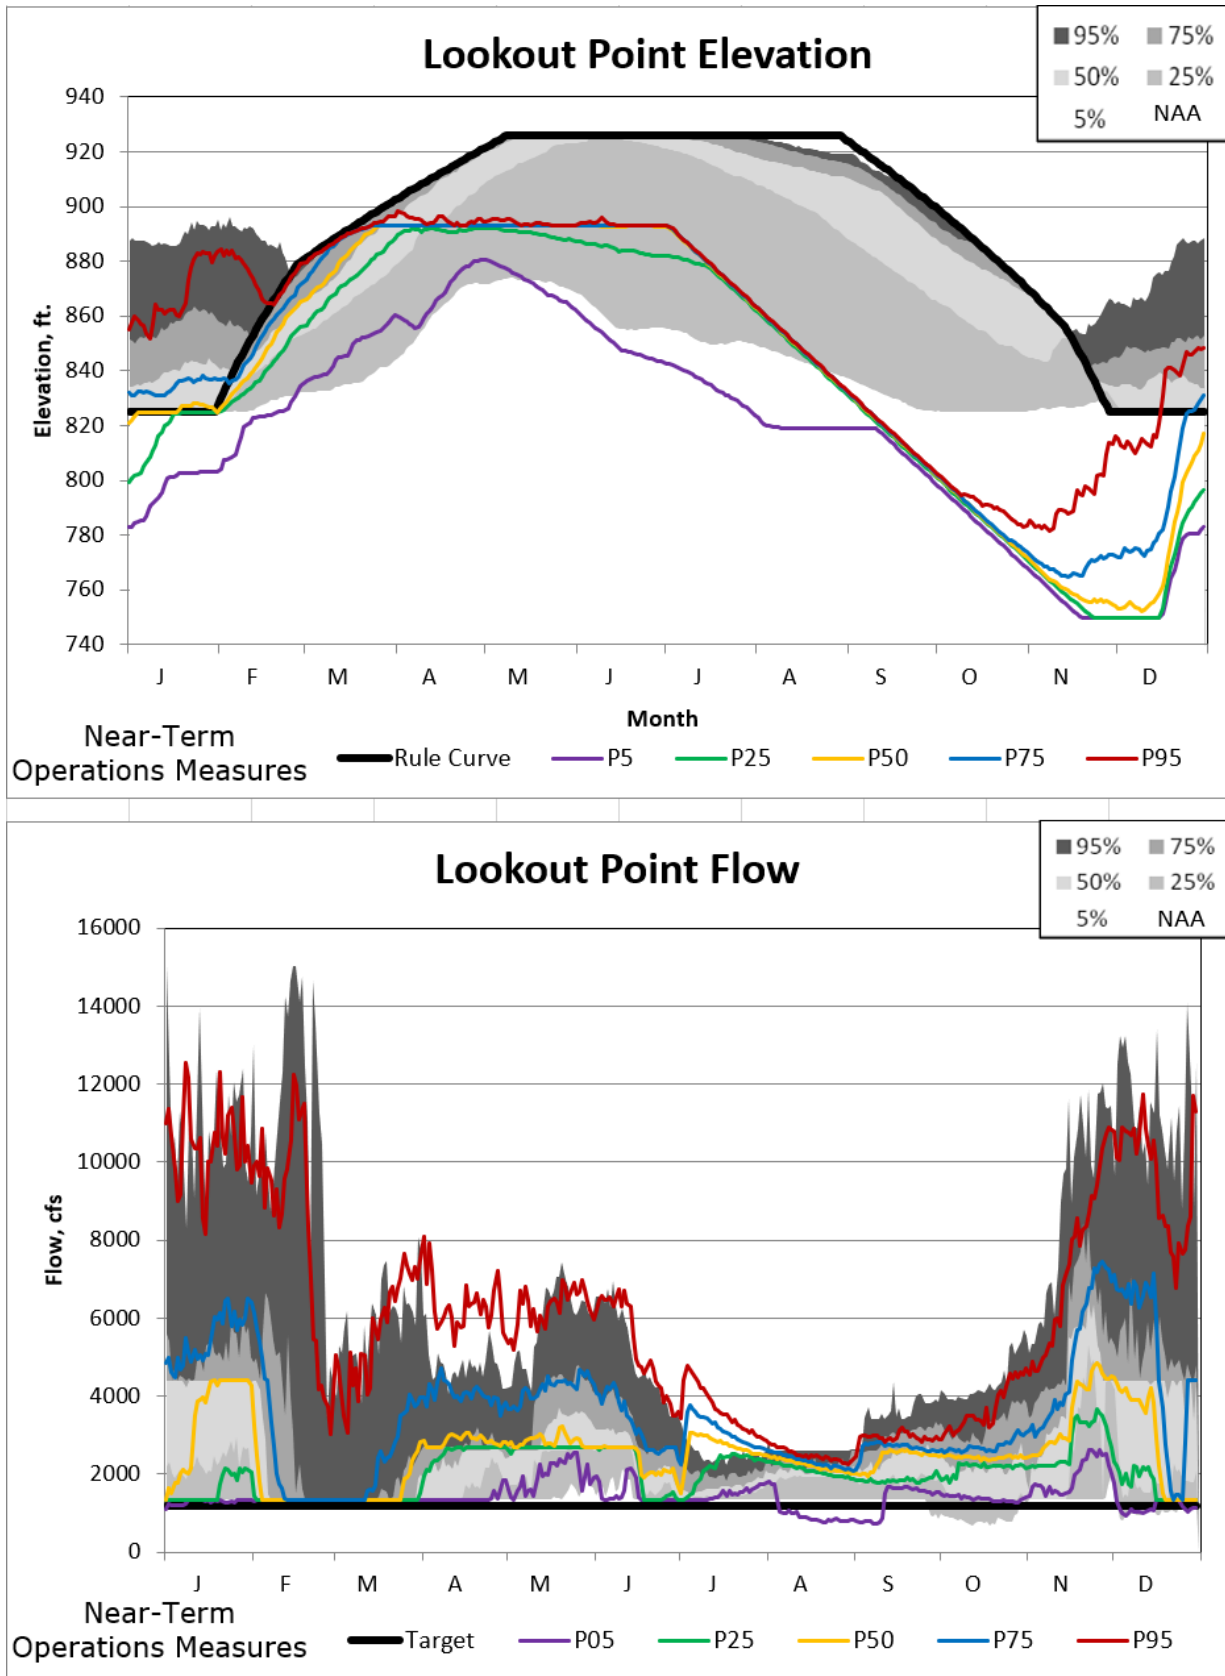 Lookout Point Elevation
95% 75%
50% 25%
5% NAA
940
920
900
880
860
840
820
800
780
760
740
Elevation, ft.
J F M A M J J A S O N D
Month
Near-Term
Operations Measures
Rule Curve P5 P25 P50 P75 P95
Lookout Point Flow
95% 75%
50% 25%
5% NAA
16000
14000
12000
10000
8000
6000
4000
2000
0
Flow, cfs
J F M A M J J A S O N D
Near-Term
Operations Measures
Target P05 P25 P50 P75 P95